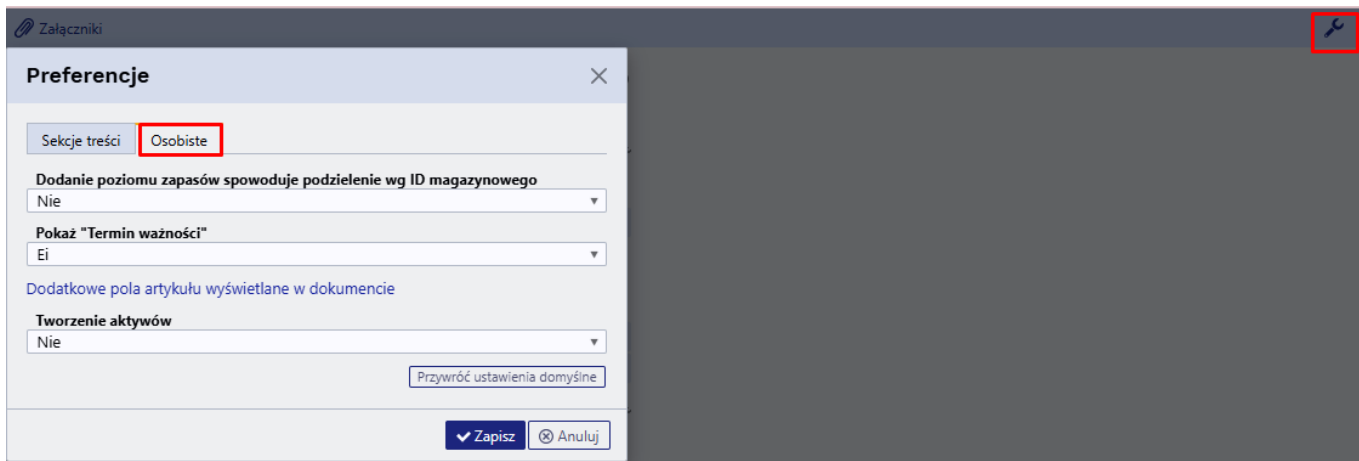 Załączniki
Preferencje
Sekcje treści Osobiste
Dodanie poziomu zapasów spowoduje podzielenie wg ID magazynowego
Nie
Pokaż "Termin ważności"
Ei
Dodatkowe pola artykułu wyświetlane w dokumencie
Tworzenie aktywów
Nie
Przywróć ustawienia domyślne
Zapisz Anuluj